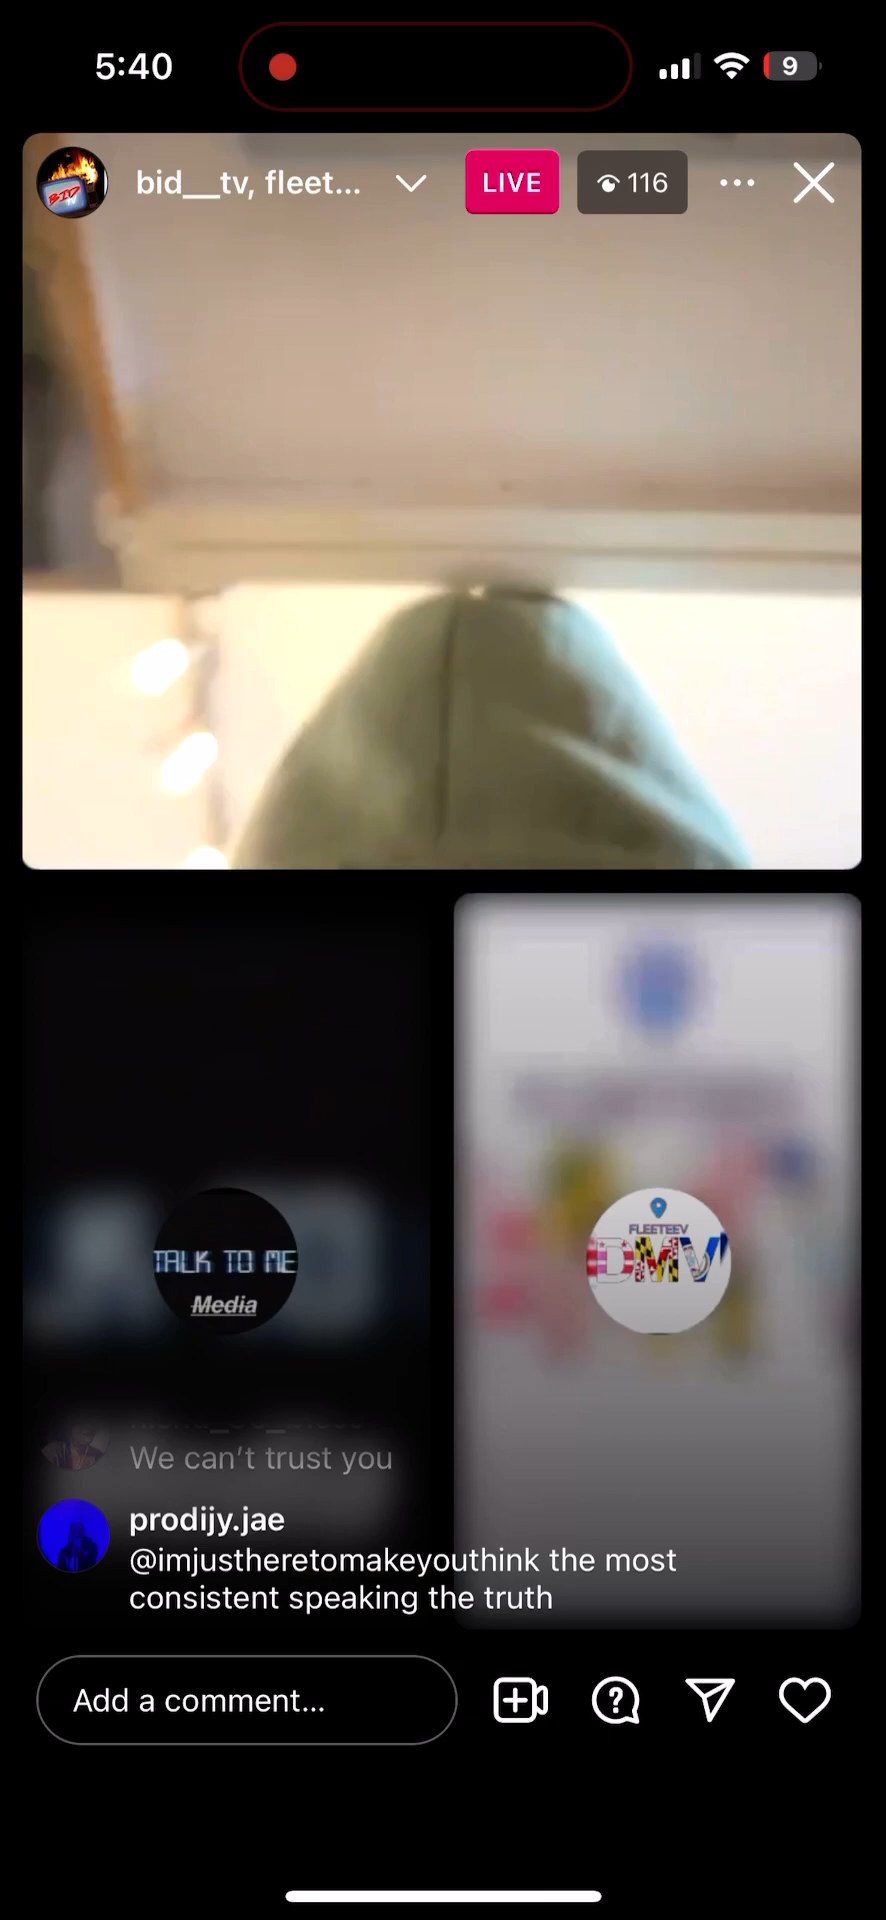 5:40
9
bid__tv, fleet...
LIVE
116
BID
TALK TO ME
Media
FLEETEEV
DMV
We can't trust you
prodijy.jae
@imjustheretomakeyouthink the most
consistent speaking the truth
Add a comment...